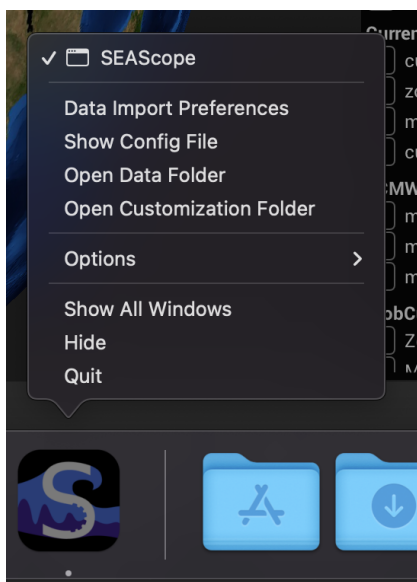 SEAScope
Data Import Preferences
Show Config File
Open Data Folder
Open Customization Folder
Options
Show All Windows
Hide
Quit
S